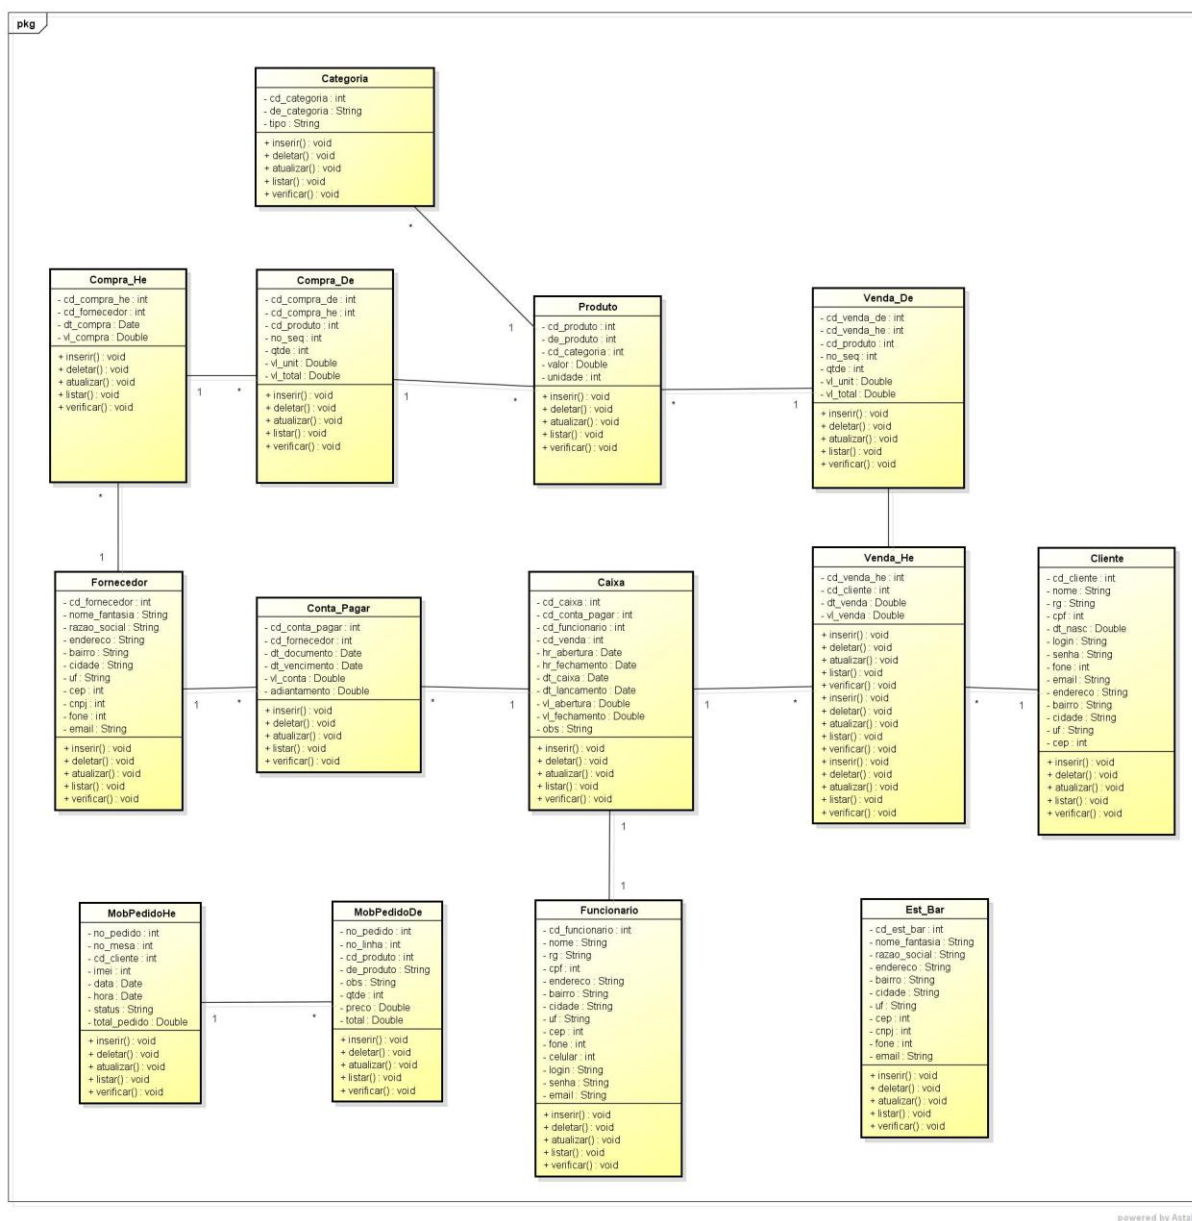 pkg
Categoria
- cd_categoria : int
- de_categoria : String
- tipo : String
+ inserir() : void
+ deletar() : void
+ atualizar() : void
+ listar() : void
+ verificar() : void
*
1
Compra_He
- cd_compra_he : int
- cd_fornecedor : int
- dt_compra : Date
- vl_compra : Double
+ inserir() : void
+ deletar() : void
+ atualizar() : void
+ listar() : void
+ verificar() : void
1
*
Compra_De
- cd_compra_de : int
- cd_compra_he : int
- cd_produto : int
- no_seq : int
- qtde : int
- vl_unit : Double
- vl_total : Double
+ inserir() : void
+ deletar() : void
+ atualizar() : void
+ listar() : void
+ verificar() : void
1
*
Produto
- cd_produto : int
- de_produto : int
- cd_categoria : int
- valor : Double
- unidade : int
+ inserir() : void
+ deletar() : void
+ atualizar() : void
+ listar() : void
+ verificar() : void
*
1
Venda_De
- cd_venda_de : int
- cd_venda_he : int
- cd_produto : int
- no_seq : int
- qtde : int
- vl_unit : Double
- vl_total : Double
+ inserir() : void
+ deletar() : void
+ atualizar() : void
+ listar() : void
+ verificar() : void
*
1
Fornecedor
- cd_fornecedor : int
- nome_fantasia : String
- razao_social : String
- endereco : String
- bairro : String
- cidade : String
- uf : String
- cep : int
- cnpj : int
- fone : int
- email : String
+ inserir() : void
+ deletar() : void
+ atualizar() : void
+ listar() : void
+ verificar() : void
1
*
Conta_Pagar
- cd_conta_pagar : int
- cd_fornecedor : int
- dt_documento : Date
- dt_vencimento : Date
- vl_conta : Double
- adiantamento : Double
+ inserir() : void
+ deletar() : void
+ atualizar() : void
+ listar() : void
+ verificar() : void
*
1
Caixa
- cd_caixa : int
- cd_conta_pagar : int
- cd_funcionario : int
- cd_venda : int
- hr_abertura : Date
- hr_fechamento : Date
- dt_caixa : Date
- dt_lancamento : Date
- vl_abertura : Double
- vl_fechamento : Double
- obs : String
+ inserir() : void
+ deletar() : void
+ atualizar() : void
+ listar() : void
+ verificar() : void
1
*
Venda_He
- cd_venda_he : int
- cd_cliente : int
- dt_venda : Double
- vl_venda : Double
+ inserir() : void
+ deletar() : void
+ atualizar() : void
+ listar() : void
+ verificar() : void
+ inserir() : void
+ deletar() : void
+ atualizar() : void
+ listar() : void
+ verificar() : void
+ inserir() : void
+ deletar() : void
+ atualizar() : void
+ listar() : void
+ verificar() : void
*
1
Cliente
- cd_cliente : int
- nome : String
- rg : String
- cpf : int
- dt_nasc : Double
- login : String
- senha : String
- fone : int
- email : String
- endereco : String
- bairro : String
- cidade : String
- uf : String
- cep : int
+ inserir() : void
+ deletar() : void
+ atualizar() : void
+ listar() : void
+ verificar() : void
1
1
MobPedidoHe
- no_pedido : int
- no_mesa : int
- cd_cliente : int
- imei : int
- data : Date
- hora : Date
- status : String
- total_pedido : Double
+ inserir() : void
+ deletar() : void
+ atualizar() : void
+ listar() : void
+ verificar() : void
1
*
MobPedidoDe
- no_pedido : int
- no_linha : int
- cd_produto : int
- de_produto : String
- obs : String
- qtde : int
- preco : Double
- total : Double
+ inserir() : void
+ deletar() : void
+ atualizar() : void
+ listar() : void
+ verificar() : void
Funcionario
- cd_funcionario : int
- nome : String
- rg : String
- cpf : int
- endereco : String
- bairro : String
- cidade : String
- uf : String
- cep : int
- fone : int
- celular : int
- login : String
- senha : String
- email : String
+ inserir() : void
+ deletar() : void
+ atualizar() : void
+ listar() : void
+ verificar() : void
Est_Bar
- cd_est_bar : int
- nome_fantasia : String
- razao_social : String
- endereco : String
- bairro : String
- cidade : String
- uf : String
- cep : int
- cnpj : int
- fone : int
- email : String
+ inserir() : void
+ deletar() : void
+ atualizar() : void
+ listar() : void
+ verificar() : void
powered by